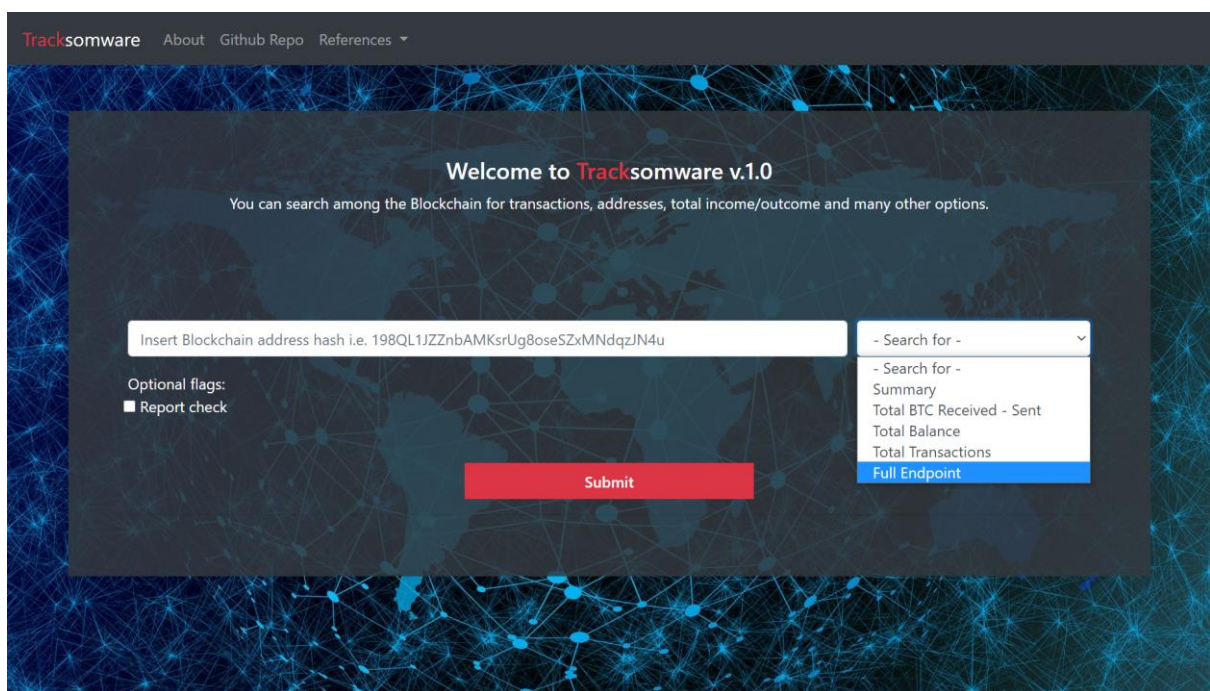 Tracksomware About Github Repo References
Welcome to Tracksomware v.1.0
You can search among the Blockchain for transactions, addresses, total income/outcome and many other options.
Insert Blockchain address hash i.e. 198QL1JZZnbAMKsrUg8oseSZxMNdqzJN4u
- Search for -
- Search for -
Summary
Total BTC Received - Sent
Total Balance
Total Transactions
Full Endpoint
Optional flags:
Report check
Submit